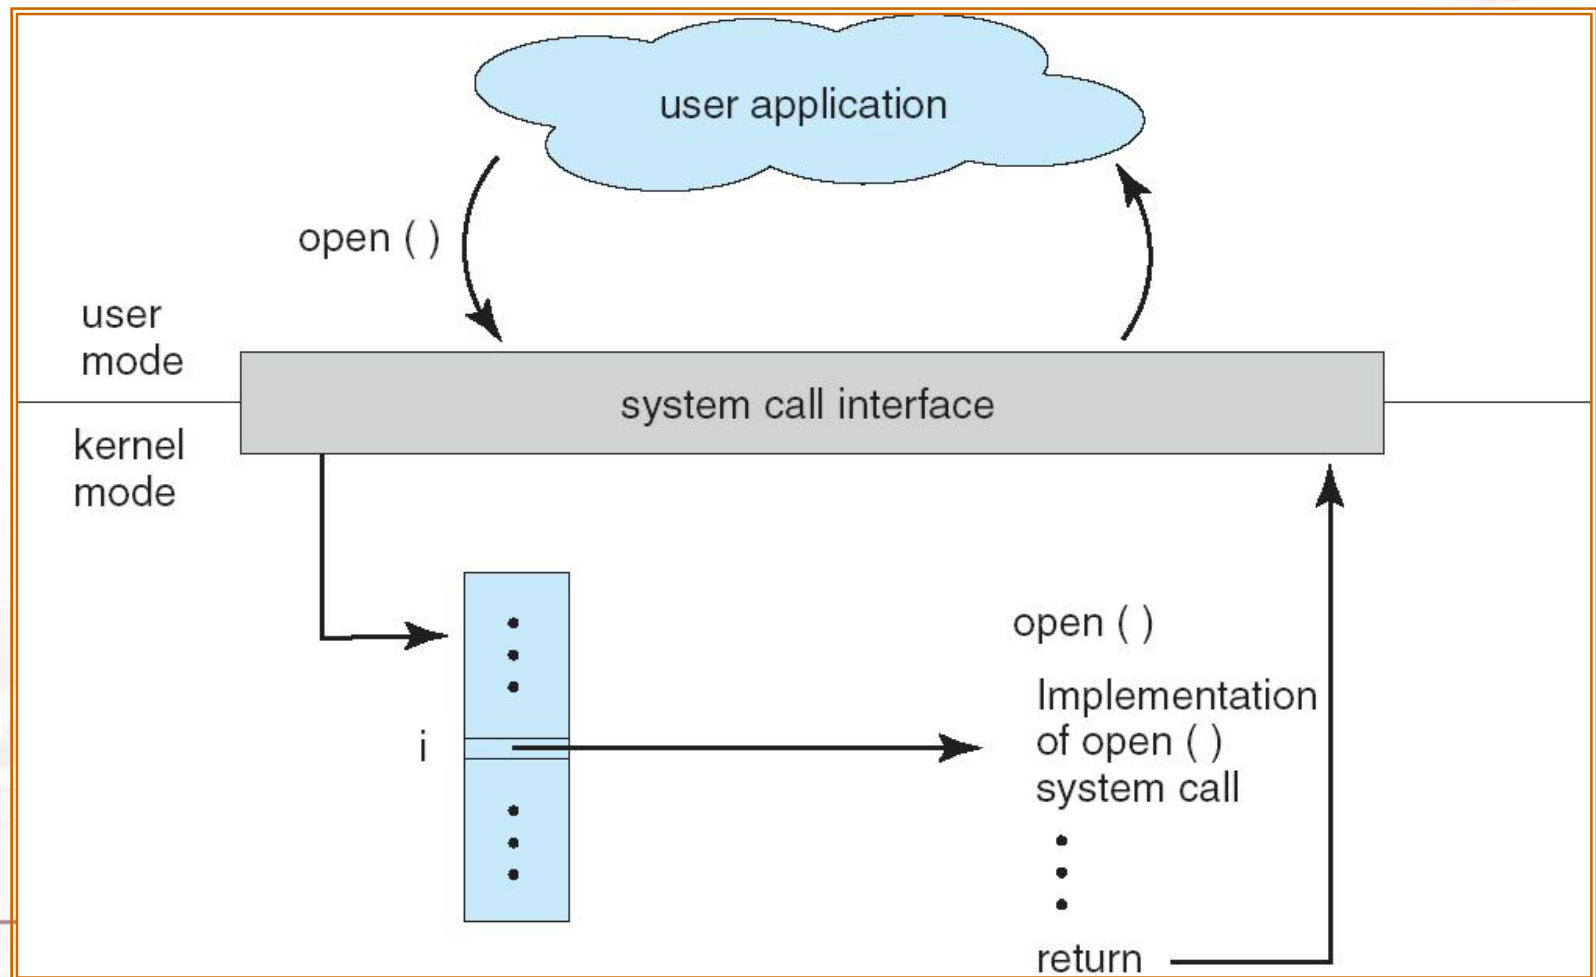 user application
open ( )
user
mode
system call interface
kernel
mode
open ( )
Implementation
of open ( )
system call
i
return